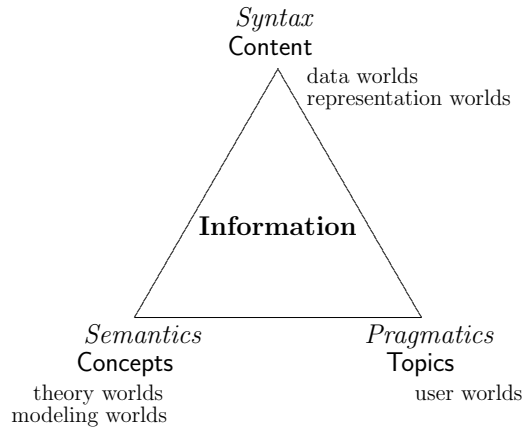 Syntax
Content
data worlds
representation worlds
Information
Semantics
Concepts
theory worlds
modeling worlds
Pragmatics
Topics
user worlds